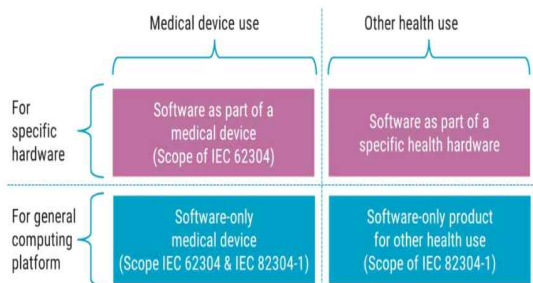 Medical device use
Other health use
For
specific
hardware
Software as part of a
medical device
(Scope of IEC 62304)
Software as part of a
specific health hardware
For general
computing
platform
Software-only
medical device
(Scope IEC 62304 & IEC 82304-1)
Software-only product
for other health use
(Scope of IEC 82304-1)